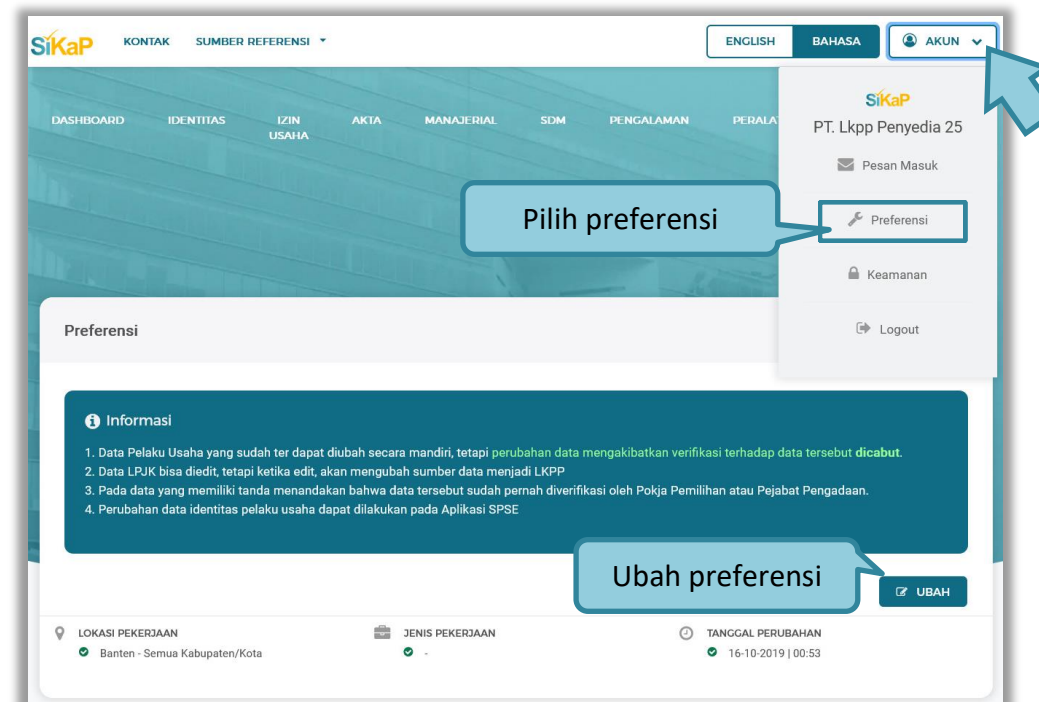 SiKaP KONTAK SUMBER REFERENSI ENGLISH BAHASA AKUN
DASHBOARD IDENTITAS IZIN USAHA AKTA MANAJERIAL SDM PENGALAMAN PERALA
SiKaP
PT. Lkpp Penyedia 25
Pesan Masuk
Pilih preferensi
Preferensi
Keamanan
Logout
Preferensi
Informasi
1. Data Pelaku Usaha yang sudah ter dapat diubah secara mandiri, tetapi perubahan data mengakibatkan verifikasi terhadap data tersebut dicabut.
2. Data LPJK bisa diedit, tetapi ketika edit, akan mengubah sumber data menjadi LKPP
3. Pada data yang memiliki tanda menandakan bahwa data tersebut sudah pernah diverifikasi oleh Pokja Pemilihan atau Pejabat Pengadaan.
4. Perubahan data identitas pelaku usaha dapat dilakukan pada Aplikasi SPSE
Ubah preferensi
UBAH
LOKASI PEKERJAAN JENIS PEKERJAAN TANGGAL PERUBAHAN
Banten - Semua Kabupaten/Kota - 16-10-2019 | 00:53